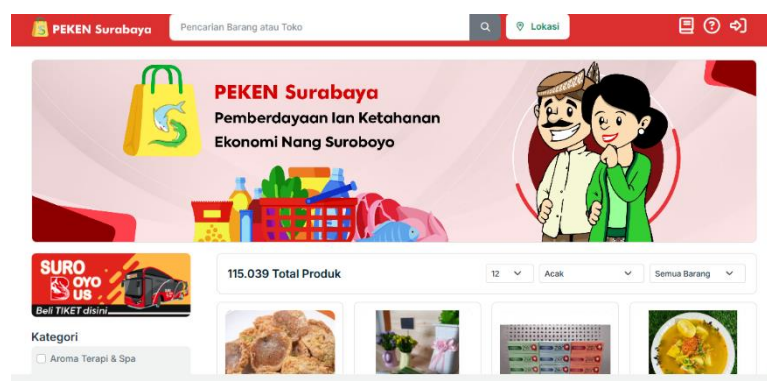 PEKEN Surabaya
Pencarian Barang atau Toko
Lokasi
PEKEN Surabaya
Pemberdayaan lan Ketahanan
Ekonomi Nang Suroboyo
SURO
BOYO
BUS
Beli TIKET disini
115.039 Total Produk
12
Acak
Semua Barang
Kategori
Aroma Terapi & Spa